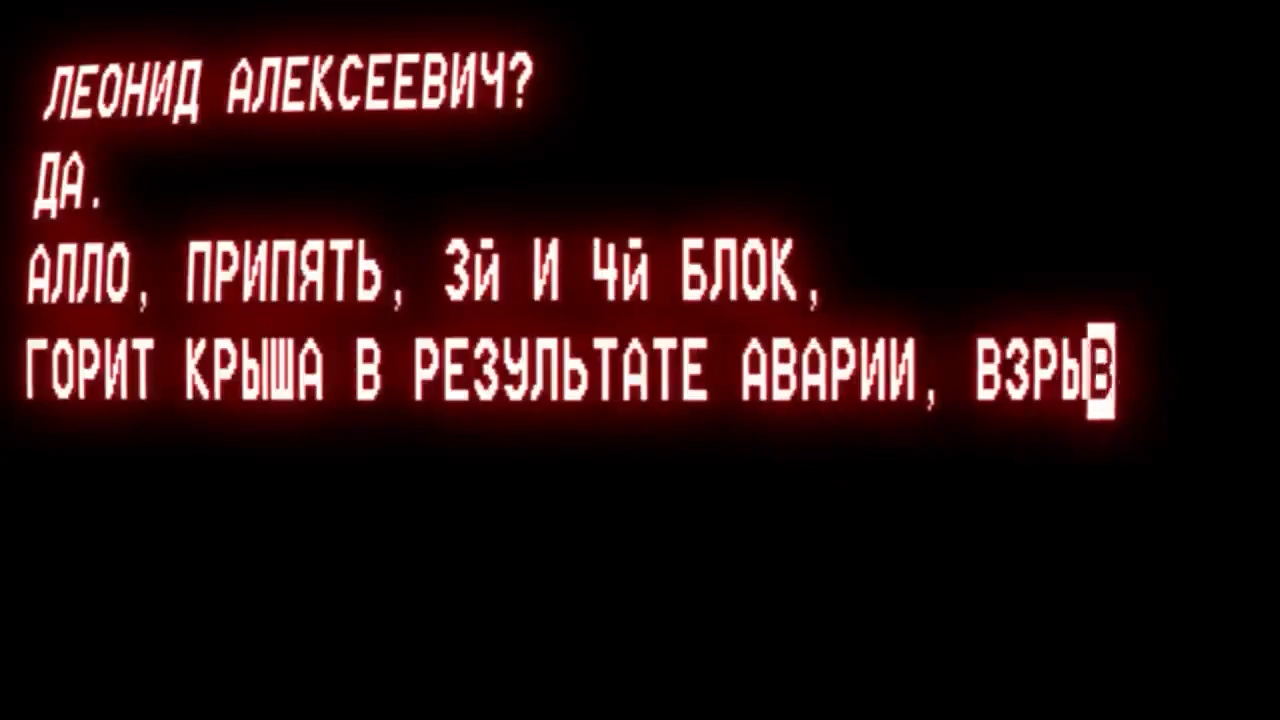 ЛЕОНИД АЛЕКСЕЕВИЧ?
ДА.
АЛЛО, ПРИПЯТЬ, 3й И 4й БЛОК,
ГОРИТ КРЫША В РЕЗУЛЬТАТЕ АВАРИИ, ВЗРЫВ